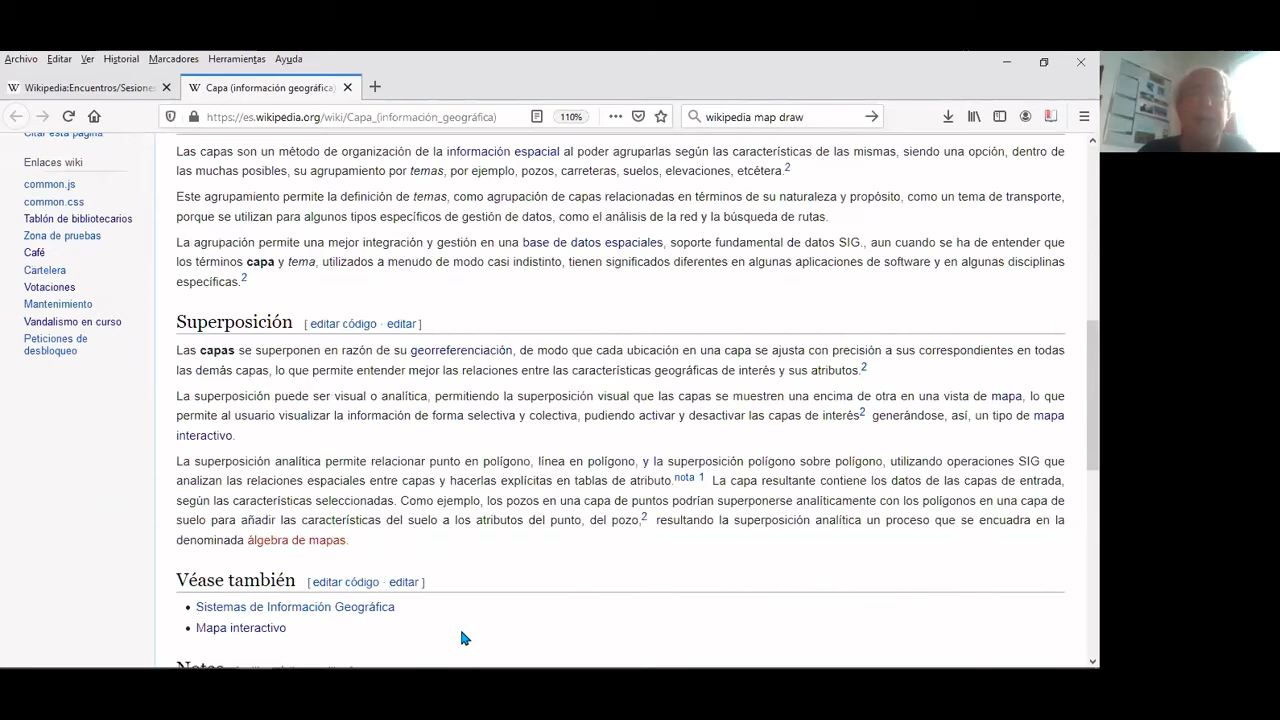 Archivo Editar Ver Historial Marcadores Herramientas Ayuda
Wikipedia:Encuentros/Sesiones
Capa (información geográfica)
https://es.wikipedia.org/wiki/Capa_(información_geográfica)
110%
wikipedia map draw
Citar esta página
Enlaces wiki
common.js
common.css
Tablón de bibliotecarios
Zona de pruebas
Café
Cartelera
Votaciones
Mantenimiento
Vandalismo en curso
Peticiones de
desbloqueo
Las capas son un método de organización de la información espacial al poder agruparlas según las características de las mismas, siendo una opción, dentro de
las muchas posibles, su agrupamiento por temas, por ejemplo, pozos, carreteras, suelos, elevaciones, etcétera.2
Este agrupamiento permite la definición de temas, como agrupación de capas relacionadas en términos de su naturaleza y propósito, como un tema de transporte,
porque se utilizan para algunos tipos específicos de gestión de datos, como el análisis de la red y la búsqueda de rutas.
La agrupación permite una mejor integración y gestión en una base de datos espaciales, soporte fundamental de datos SIG., aun cuando se ha de entender que
los términos capa y tema, utilizados a menudo de modo casi indistinto, tienen significados diferentes en algunas aplicaciones de software y en algunas disciplinas
específicas.2
Superposición [ editar código · editar ]
Las capas se superponen en razón de su georreferenciación, de modo que cada ubicación en una capa se ajusta con precisión a sus correspondientes en todas
las demás capas, lo que permite entender mejor las relaciones entre las características geográficas de interés y sus atributos.2
La superposición puede ser visual o analítica, permitiendo la superposición visual que las capas se muestren una encima de otra en una vista de mapa, lo que
permite al usuario visualizar la información de forma selectiva y colectiva, pudiendo activar y desactivar las capas de interés2 generándose, así, un tipo de mapa
interactivo.
La superposición analítica permite relacionar punto en polígono, línea en polígono, y la superposición polígono sobre polígono, utilizando operaciones SIG que
analizan las relaciones espaciales entre capas y hacerlas explícitas en tablas de atributo.nota 1 La capa resultante contiene los datos de las capas de entrada,
según las características seleccionadas. Como ejemplo, los pozos en una capa de puntos podrían superponerse analíticamente con los polígonos en una capa de
suelo para añadir las características del suelo a los atributos del punto, del pozo,2 resultando la superposición analítica un proceso que se encuadra en la
denominada álgebra de mapas.
Véase también [ editar código · editar ]
Sistemas de Información Geográfica
Mapa interactivo
Notas